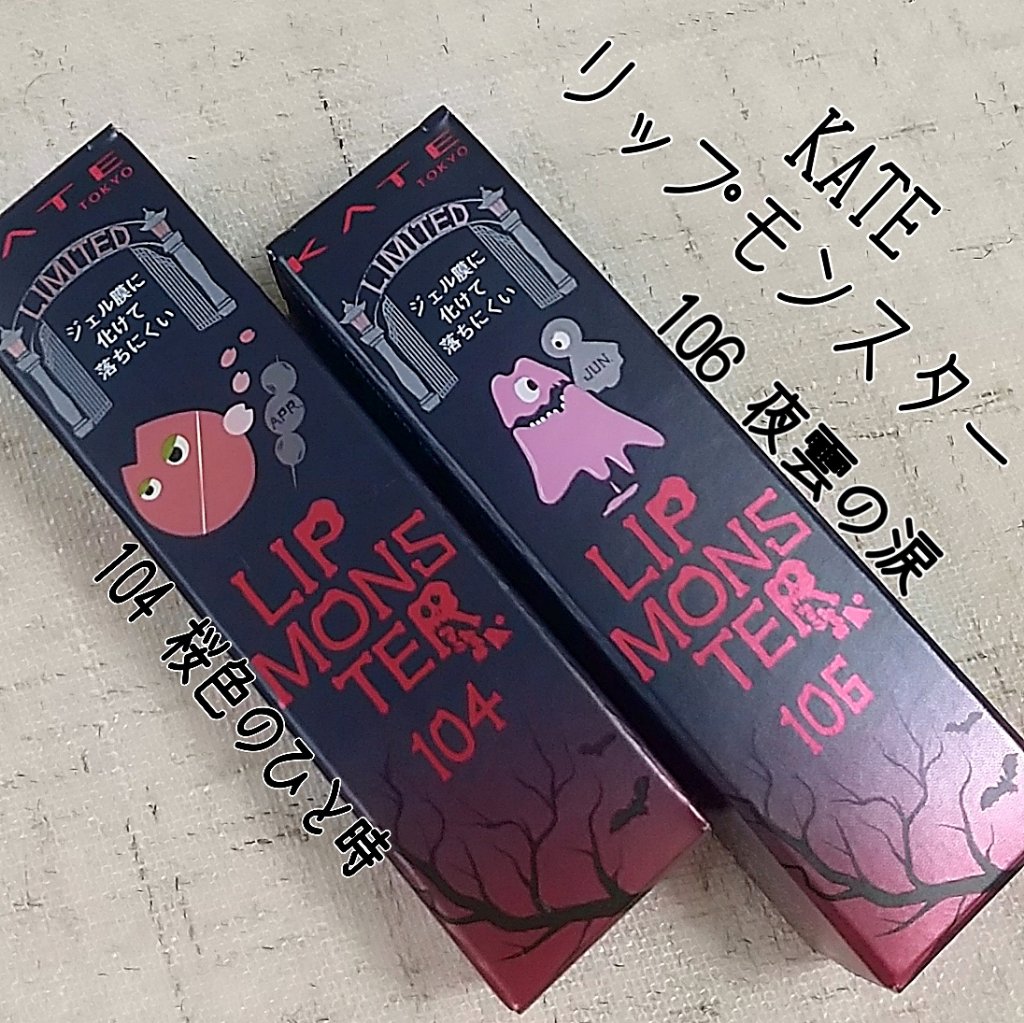 KATE
リップモンスター
106 夜雲の涙
104 桜色のひと時
ATE
TOKYO
LIMITED
ジェル膜に
化けて
落ちにくい
APR
LIP
MONS
TER
104
KATE
TOKYO
LIMITED
ジェル膜に
化けて
落ちにくい
JUN
LIP
MONS
TER
106